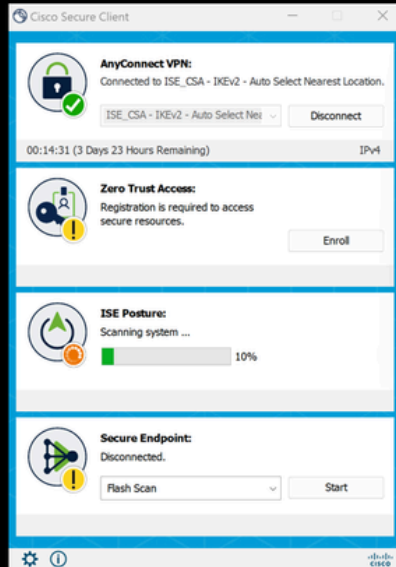 Cisco Secure Client
AnyConnect VPN:
Connected to ISE_CSA - IKEv2 - Auto Select Nearest Location.
ISE_CSA - IKEv2 - Auto Select Nea
Disconnect
00:14:31 (3 Days 23 Hours Remaining)
IPv4
Zero Trust Access:
Registration is required to access
secure resources.
Enroll
ISE Posture:
Scanning system ...
10%
Secure Endpoint:
Disconnected.
Flash Scan
Start
CISCO